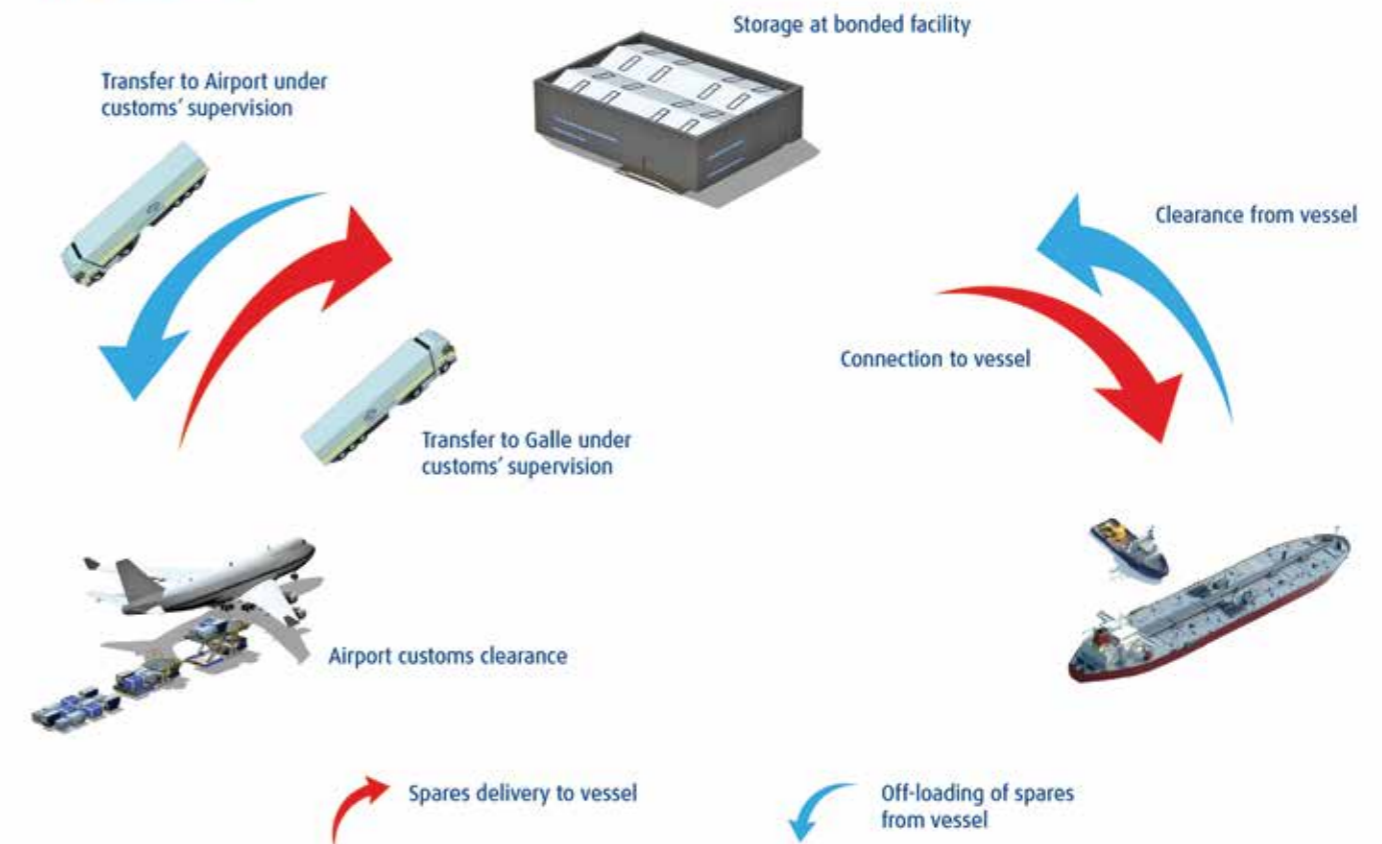 Storage at bonded facility
Transfer to Airport under
customs' supervision
Clearance from vessel
Connection to vessel
Transfer to Galle under
customs' supervision
Airport customs clearance
Spares delivery to vessel
Off-loading of spares
from vessel